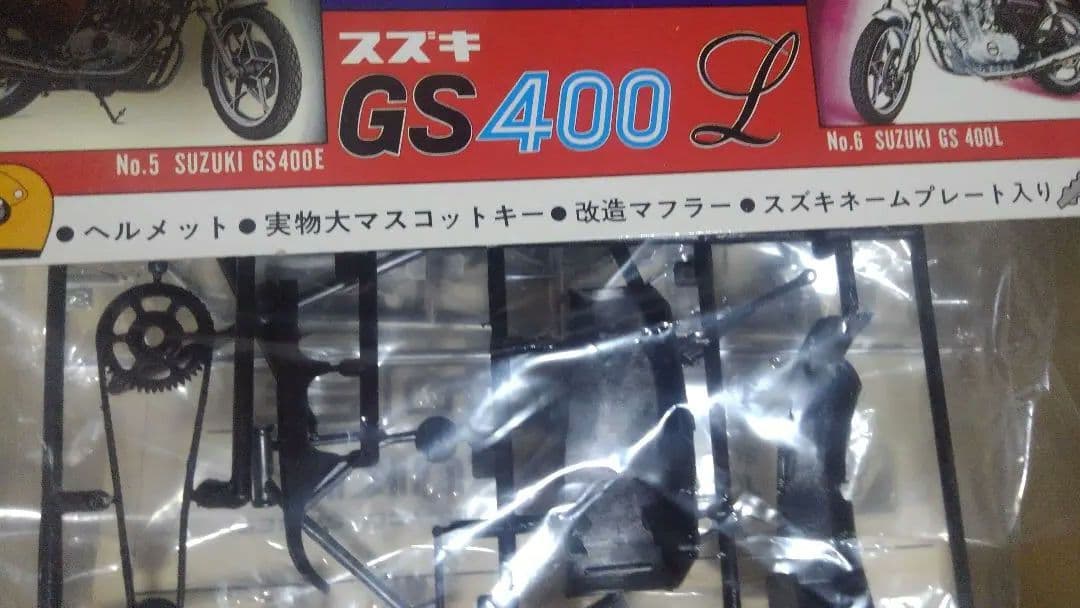 スズキ
GS400 L
No.5 SUZUKI GS400E
No.6 SUZUKI GS 400L
●ヘルメット●実物大マスコットキー●改造マフラー●スズキネームプレート入り